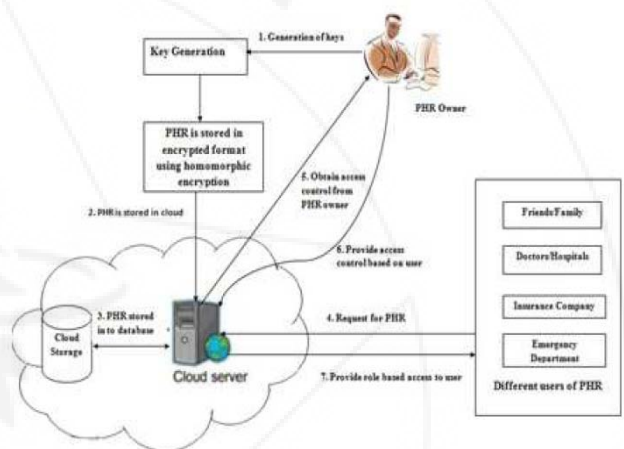 1. Generation of keys
Key Generation
PHR Owner
PHR is stored in
encrypted format
using homomorphic
encryption
2. PHR is stored in cloud
5. Obtain access
control from
PHR owner
6. Provide access
control based on user
Friends/Family
Doctors/Hospitals
Insurance Company
Emergency
Department
Different users of PHR
3. PHR stored
in to database
Cloud
Storage
Cloud server
4. Request for PHR
7. Provide role based access to user